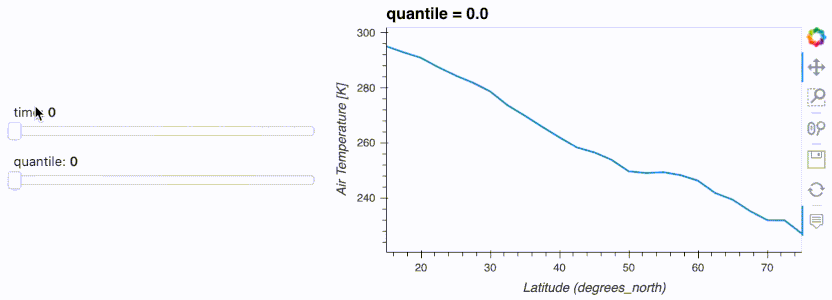 quantile = 0.0
time: 0
quantile: 0
Air Temperature [K]
300
280
260
240
20 30 40 50 60 70
Latitude (degrees_north)